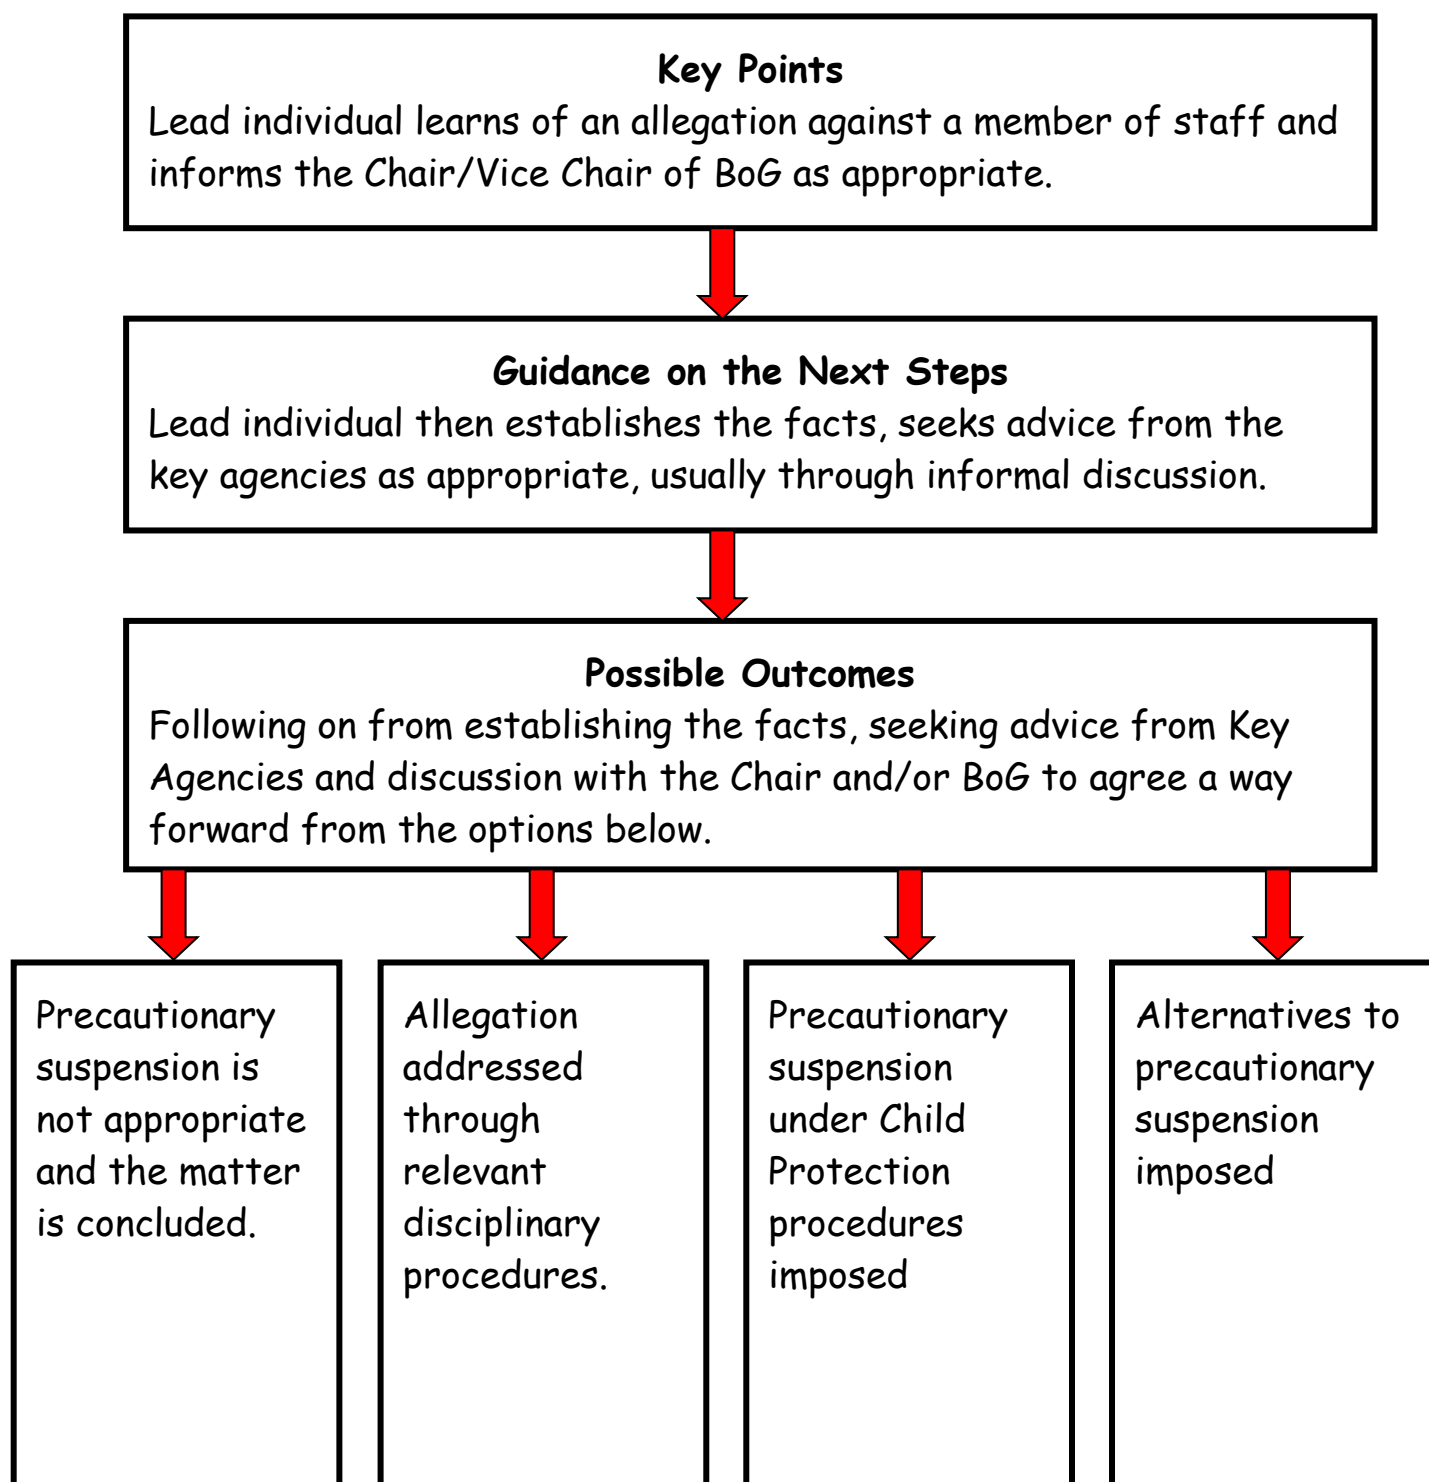 Key Points
Lead individual learns of an allegation against a member of staff and
informs the Chair/Vice Chair of BoG as appropriate.
Guidance on the Next Steps
Lead individual then establishes the facts, seeks advice from the
key agencies as appropriate, usually through informal discussion.
Possible Outcomes
Following on from establishing the facts, seeking advice from Key
Agencies and discussion with the Chair and/or BoG to agree a way
forward from the options below.
Precautionary
suspension is
not appropriate
and the matter
is concluded.
Allegation
addressed
through
relevant
disciplinary
procedures.
Precautionary
suspension
under Child
Protection
procedures
imposed
Alternatives to
precautionary
suspension
imposed